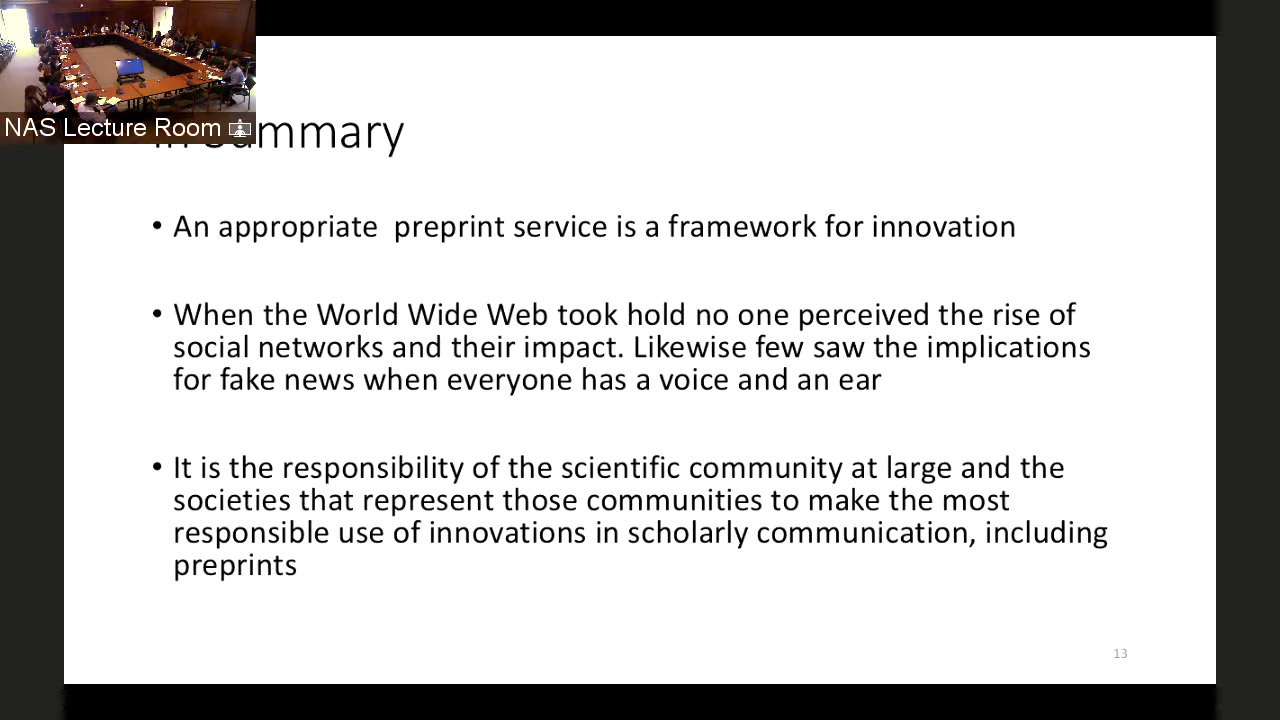 NAS Lecture Room
In Summary
• An appropriate  preprint service is a framework for innovation
• When the World Wide Web took hold no one perceived the rise of
social networks and their impact. Likewise few saw the implications
for fake news when everyone has a voice and an ear
• It is the responsibility of the scientific community at large and the
societies that represent those communities to make the most
responsible use of innovations in scholarly communication, including
preprints
13